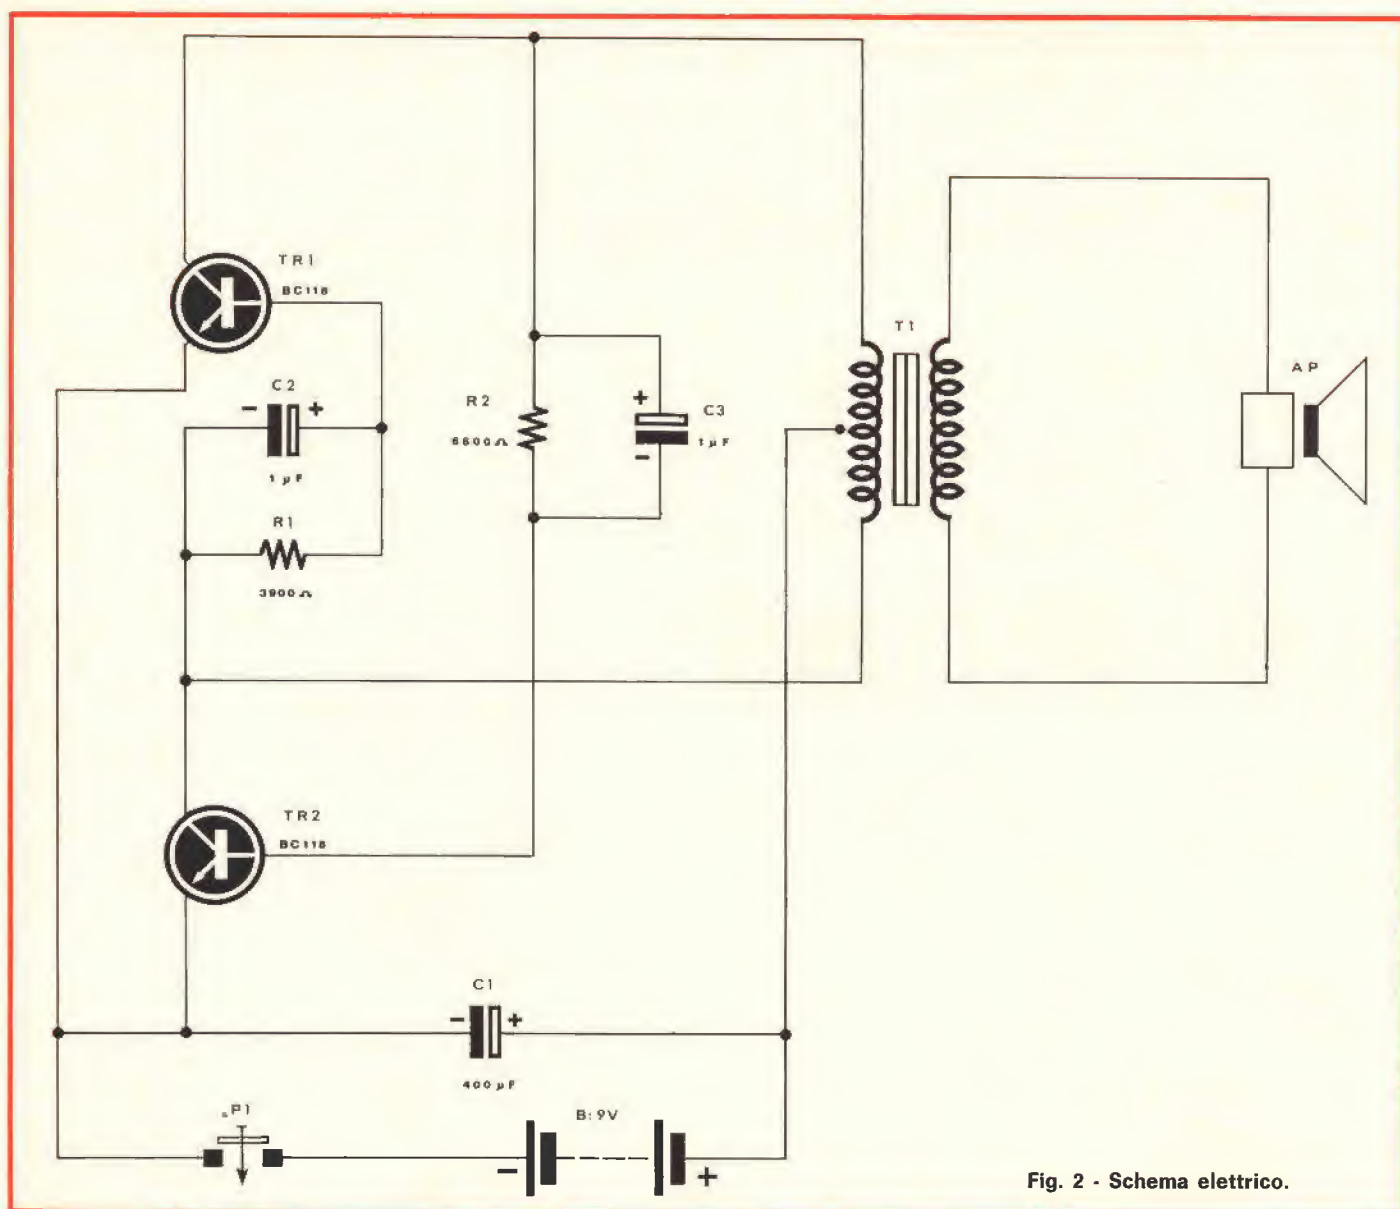 TR1
BC118
T1
C2
- +
1 µF
R2
6800 Ω
+
C3
1 µF
-
AP
R1
3900 Ω
TR2
BC118
C1
- +
400 µF
P1
B: 9V
- +
Fig. 2 - Schema elettrico.